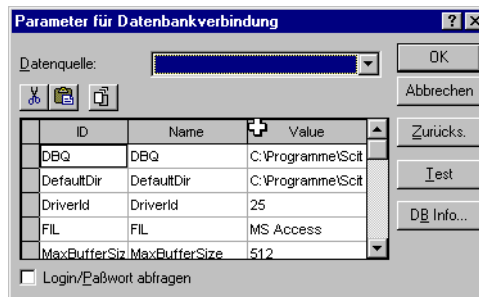 Parameter für Datenbankverbindung
Datenquelle:
OK
Abbrechen
Zurücks.
Test
DB Info...
ID Name Value
DBQ DBQ C:\Programme\Scit
DefaultDir DefaultDir C:\Programme\Scit
DriverId DriverId 25
FIL FIL MS Access
MaxBufferSiz MaxBufferSize 512
Login/Paßwort abfragen